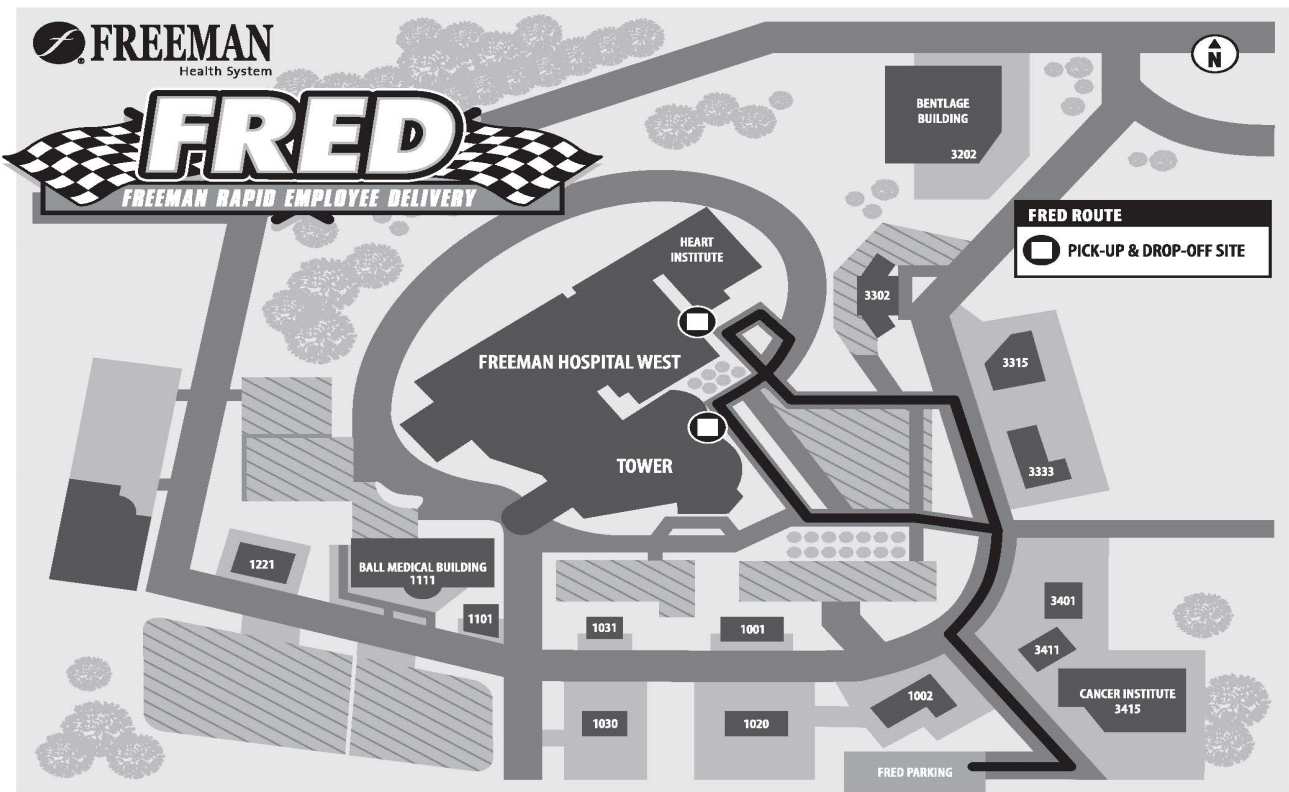 FREEMAN
Health System
FRED
FREEMAN RAPID EMPLOYEE DELIVERY
N
BENTLAGE
BUILDING
3202
FRED ROUTE
PICK-UP & DROP-OFF SITE
HEART
INSTITUTE
3302
FREEMAN HOSPITAL WEST
3315
TOWER
3333
1221
BALL MEDICAL BUILDING
1111
1101
1031
1001
3401
3411
CANCER INSTITUTE
3415
1002
1030
1020
FRED PARKING